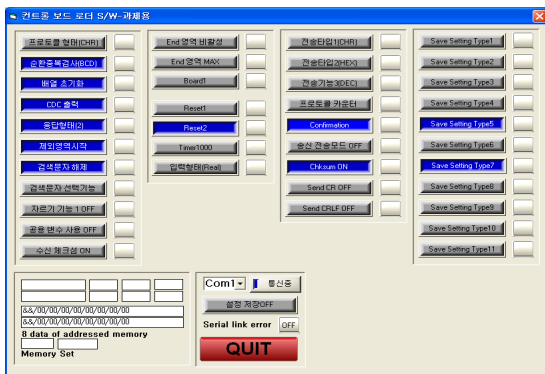 컨트롤 보드 로더 S/W-과제용
프로토콜 형태(CHR)
순환중복검사(BCD)
배열 초기화
CDC 출력
응답형태(2)
제외영역시작
검색문자 해제
검색문자 선택기능
자르기 기능 1 OFF
공용 변수 사용 OFF
수신 체크섬 ON
End 영역 비활성
End 영역 MAX
Board1
Reset1
Reset2
Timer1000
입력형태(Real)
전송타입1(CHR)
전송타입2(HEX)
전송기능3(DEC)
프로토콜 카운터
Confirmation
송신 전송모드 OFF
Chksum ON
Send CR OFF
Send CRLF OFF
Save Setting Type1
Save Setting Type2
Save Setting Type3
Save Setting Type4
Save Setting Type5
Save Setting Type6
Save Setting Type7
Save Setting Type8
Save Setting Type9
Save Setting Type10
Save Setting Type11
&&/00/00/00/00/00/00/00
&&/00/00/00/00/00/00/00
8 data of addressed memory
Memory Set
Com1
통신중
설정 저장OFF
Serial link error
OFF
QUIT